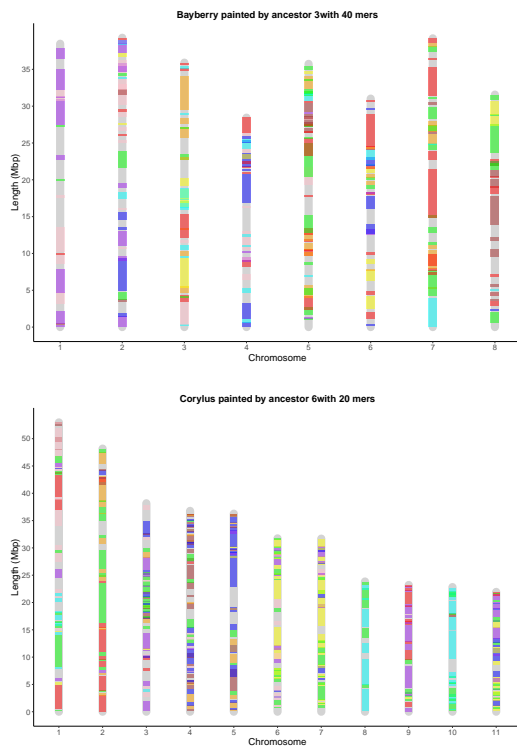 Bayberry painted by ancestor 3with 40 mers
Length (Mbp)
35
30
25
20
15
10
5
0
1 2 3 4 5 6 7 8
Chromosome
Corylus painted by ancestor 6with 20 mers
Length (Mbp)
50
45
40
35
30
25
20
15
10
5
0
1 2 3 4 5 6 7 8 9 10 11
Chromosome